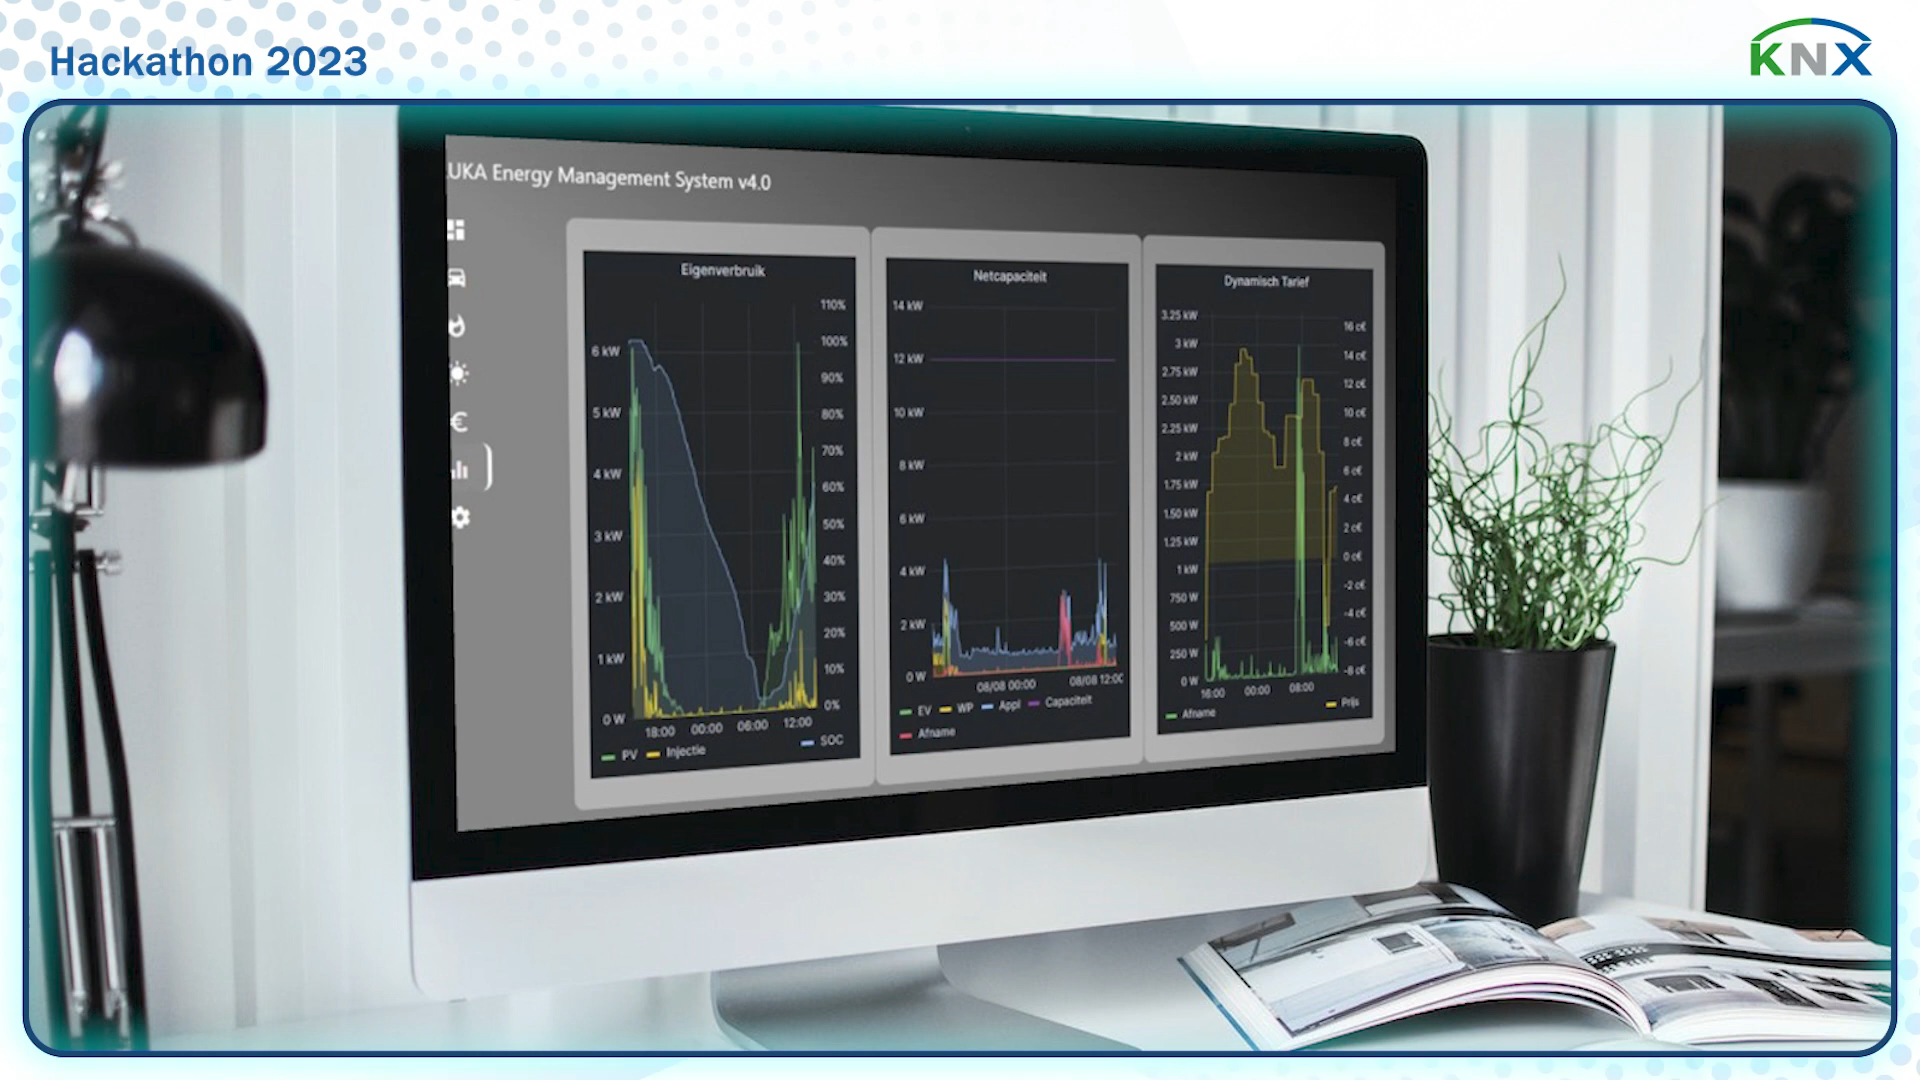 Hackathon 2023
KNX
UKA Energy Management System v4.0
Eigenverbruik
110%
100%
90%
80%
70%
60%
50%
40%
30%
20%
10%
0%
6 kW
5 kW
4 kW
3 kW
2 kW
1 kW
0 W
18:00 00:00 06:00 12:00
PV Injectie SOC
Netcapaciteit
14 kW
12 kW
10 kW
8 kW
6 kW
4 kW
2 kW
0 W
08/08 00:00 08/08 12:00
EV WP Appl Capaciteit
Afname
Dynamisch Tarief
3.25 kW
3 kW
2.75 kW
2.50 kW
2.25 kW
2 kW
1.75 kW
1.50 kW
1.25 kW
1 kW
750 W
500 W
250 W
0 W
16 c€
14 c€
12 c€
10 c€
8 c€
6 c€
4 c€
2 c€
0 c€
-2 c€
-4 c€
-6 c€
-8 c€
16:00 00:00 08:00
Afname Prijs